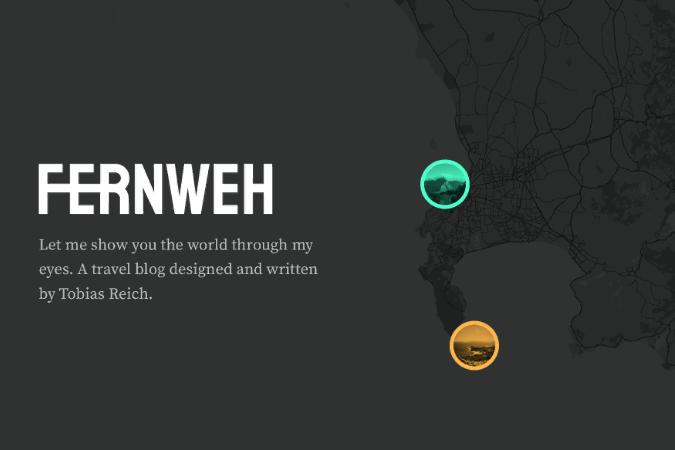 FERNWEH
Let me show you the world through my
eyes. A travel blog designed and written
by Tobias Reich.